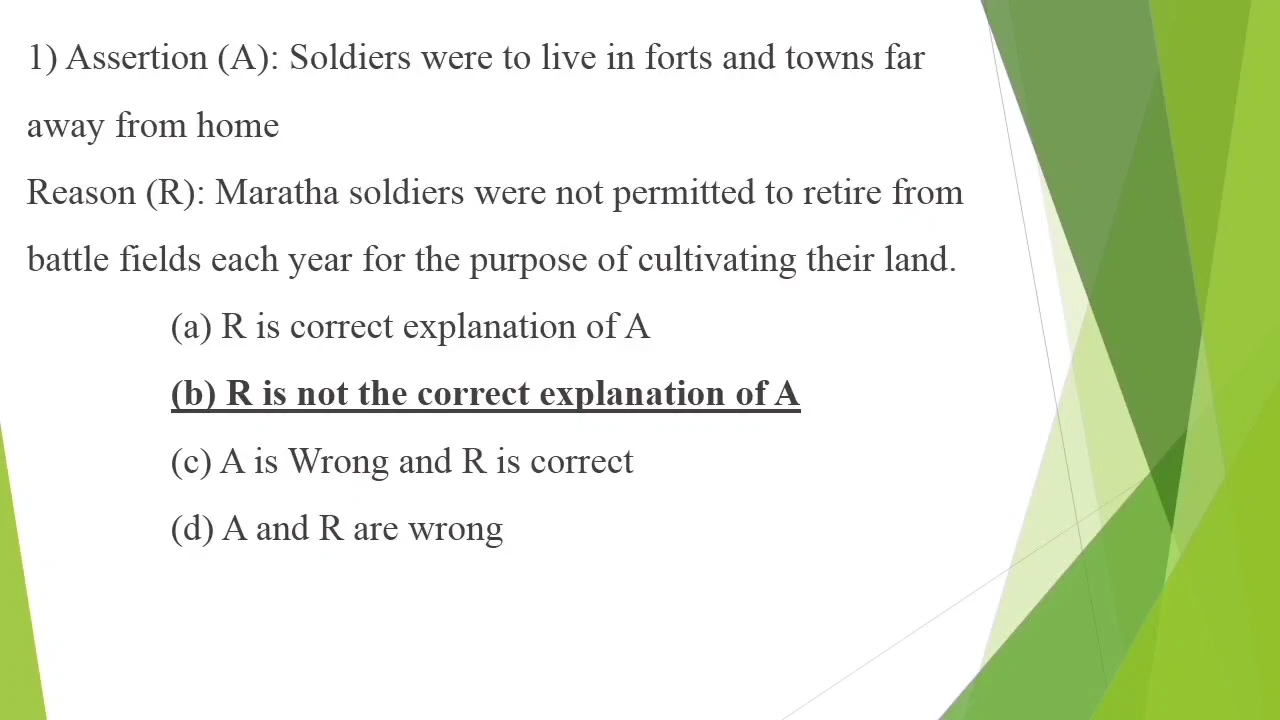 1) Assertion (A): Soldiers were to live in forts and towns far
away from home
Reason (R): Maratha soldiers were not permitted to retire from
battle fields each year for the purpose of cultivating their land.
(a) R is correct explanation of A
(b) R is not the correct explanation of A
(c) A is Wrong and R is correct
(d) A and R are wrong